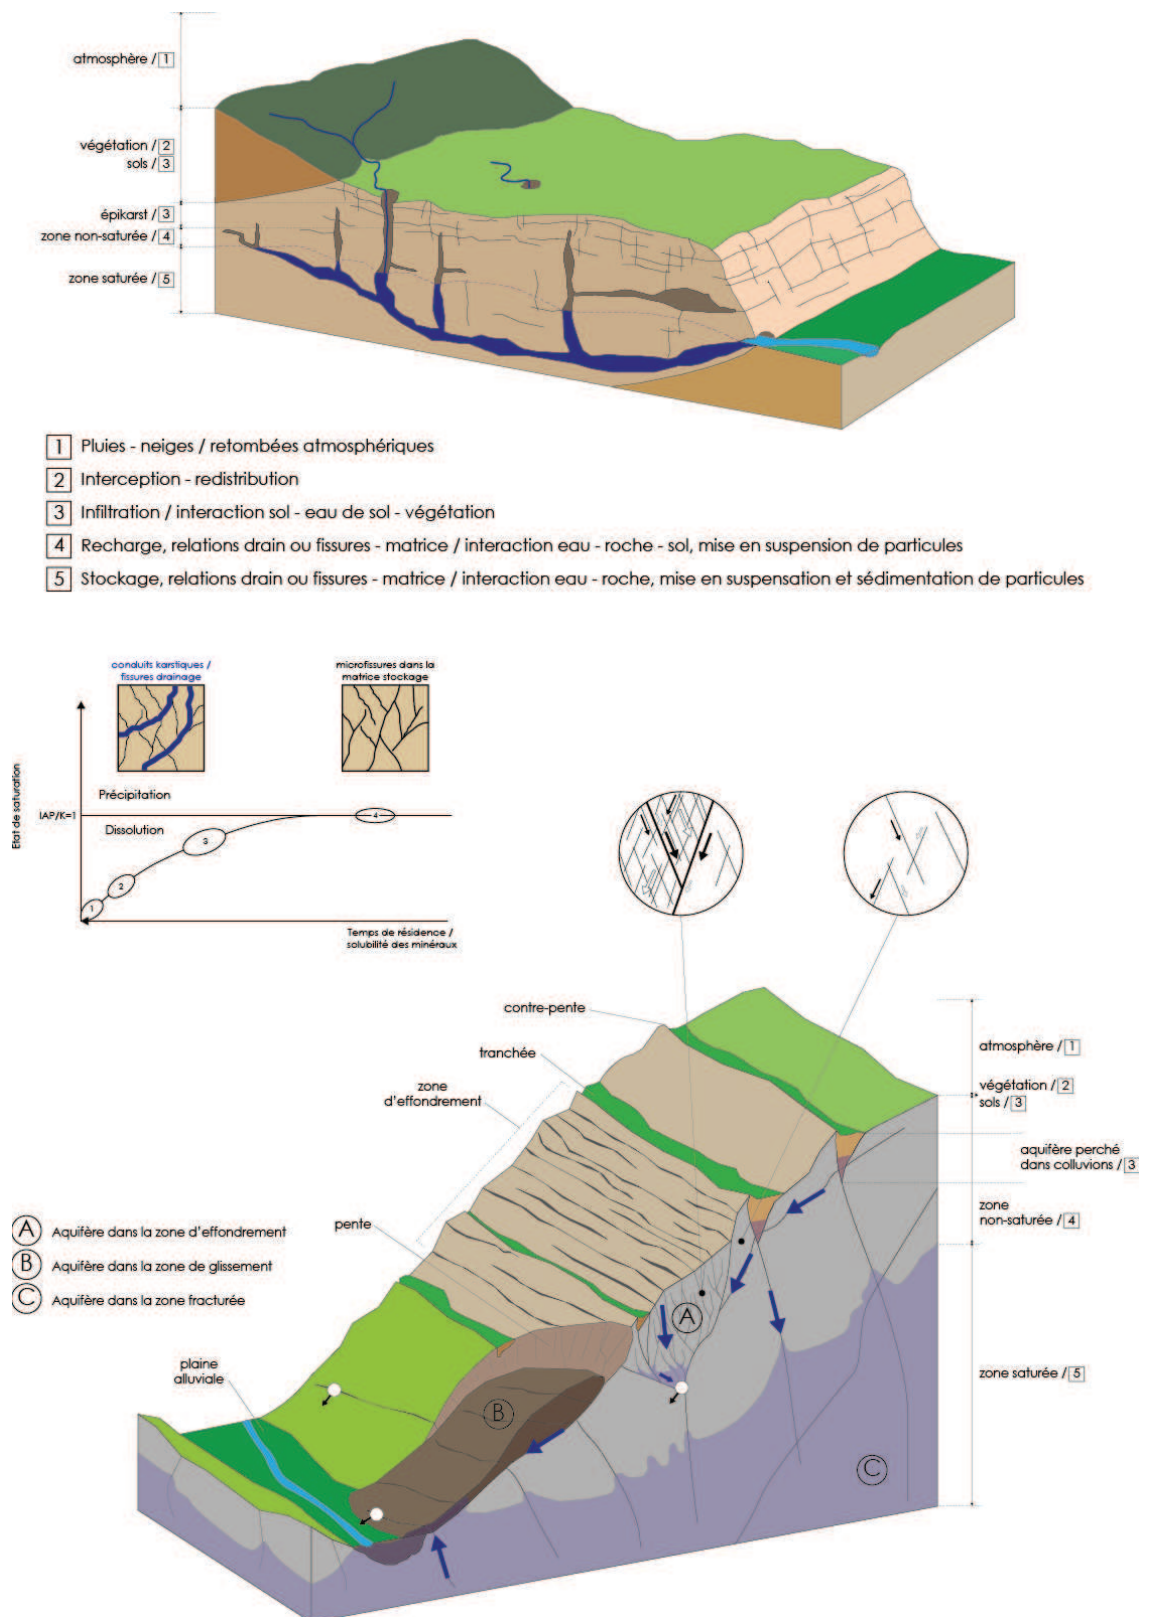 atmosphère / 1
végétation / 2
sols / 3
épikarst / 3
zone non-saturée / 4
zone saturée / 5
1 Pluies - neiges / retombées atmosphériques
2 Interception - redistribution
3 Infiltration / interaction sol - eau de sol - végétation
4 Recharge, relations drain ou fissures - matrice / interaction eau - roche - sol, mise en suspension de particules
5 Stockage, relations drain ou fissures - matrice / interaction eau - roche, mise en suspensation et sédimentation de particules
conduits karstiques /
fissures drainage
microfissures dans la
matrice stockage
Etat de saturation
Précipitation
IAP/K=1
Dissolution
1
2
3
4
Temps de résidence /
solubilité des minéraux
contre-pente
tranchée
zone
d'effondrement
pente
atmosphère / 1
végétation / 2
sols / 3
aquifère perché
dans colluvions / 3
zone
non-saturée / 4
zone saturée / 5
A Aquifère dans la zone d'effondrement
B Aquifère dans la zone de glissement
C Aquifère dans la zone fracturée
plaine
alluviale
A
B
C